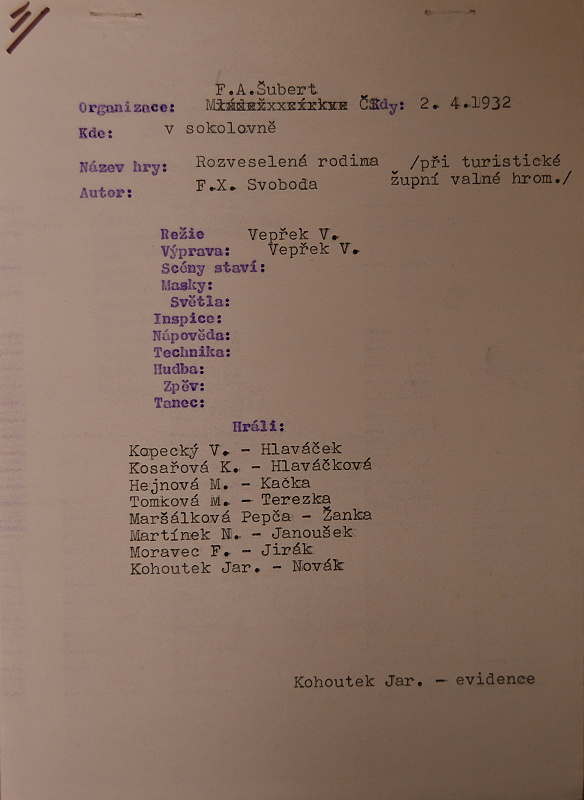 F.A.Šubert
Organizace: Mládežxxxírkve Č Kdy: 2. 4.1932
Kde: v sokolovně
Název hry: Rozveselená rodina /při turistické
Autor: F.X. Svoboda župní valné hrom./
Režie Vepřek V.
Výprava: Vepřek V.
Scény staví:
Masky:
Světla:
Inspice:
Nápověda:
Technika:
Hudba:
Zpěv:
Tanec:
Hráli:
Kopecký V. - Hlaváček
Kosařová K. - Hlaváčková
Hejnová M. - Kačka
Tomková M. - Terezka
Maršálková Pepča - Žanka
Martínek N. - Janoušek
Moravec F. - Jirák
Kohoutek Jar. - Novák
Kohoutek Jar. - evidence